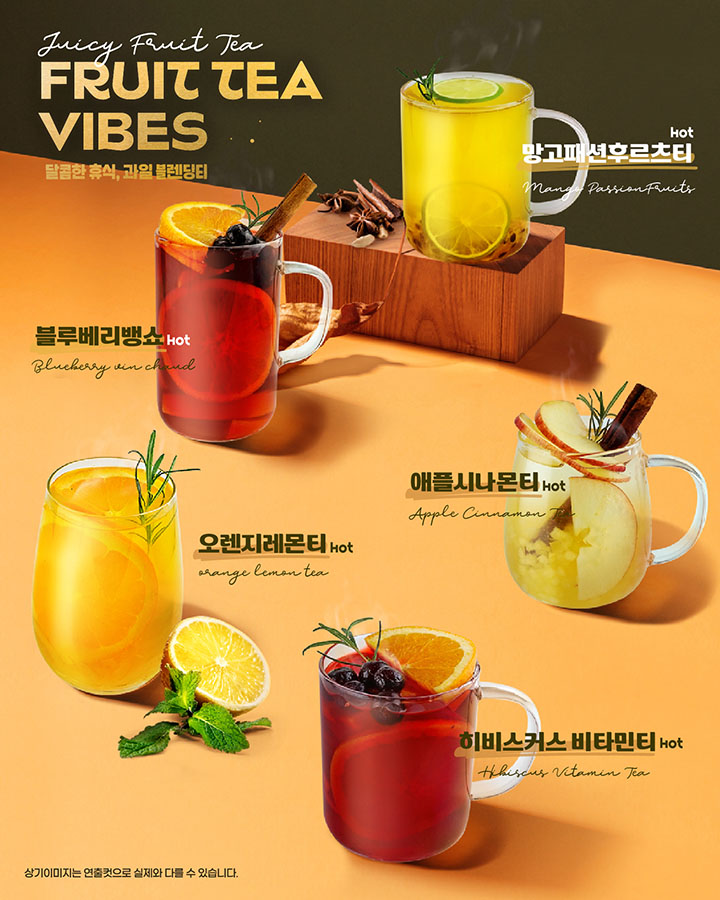 Juicy Fruit Tea
FRUIT TEA
VIBES
달콤한 휴식, 과일 블렌딩티
HOT
망고패션후르츠티
Mango PassionFruits
블루베리뱅쇼 HOT
Blueberry vin chaud
애플시나몬티 HOT
Apple Cinnamon Tea
오렌지레몬티 HOT
orange lemon tea
히비스커스 비타민티 HOT
Hibiscus Vitamin Tea
상기이미지는 연출컷으로 실제와 다를 수 있습니다.